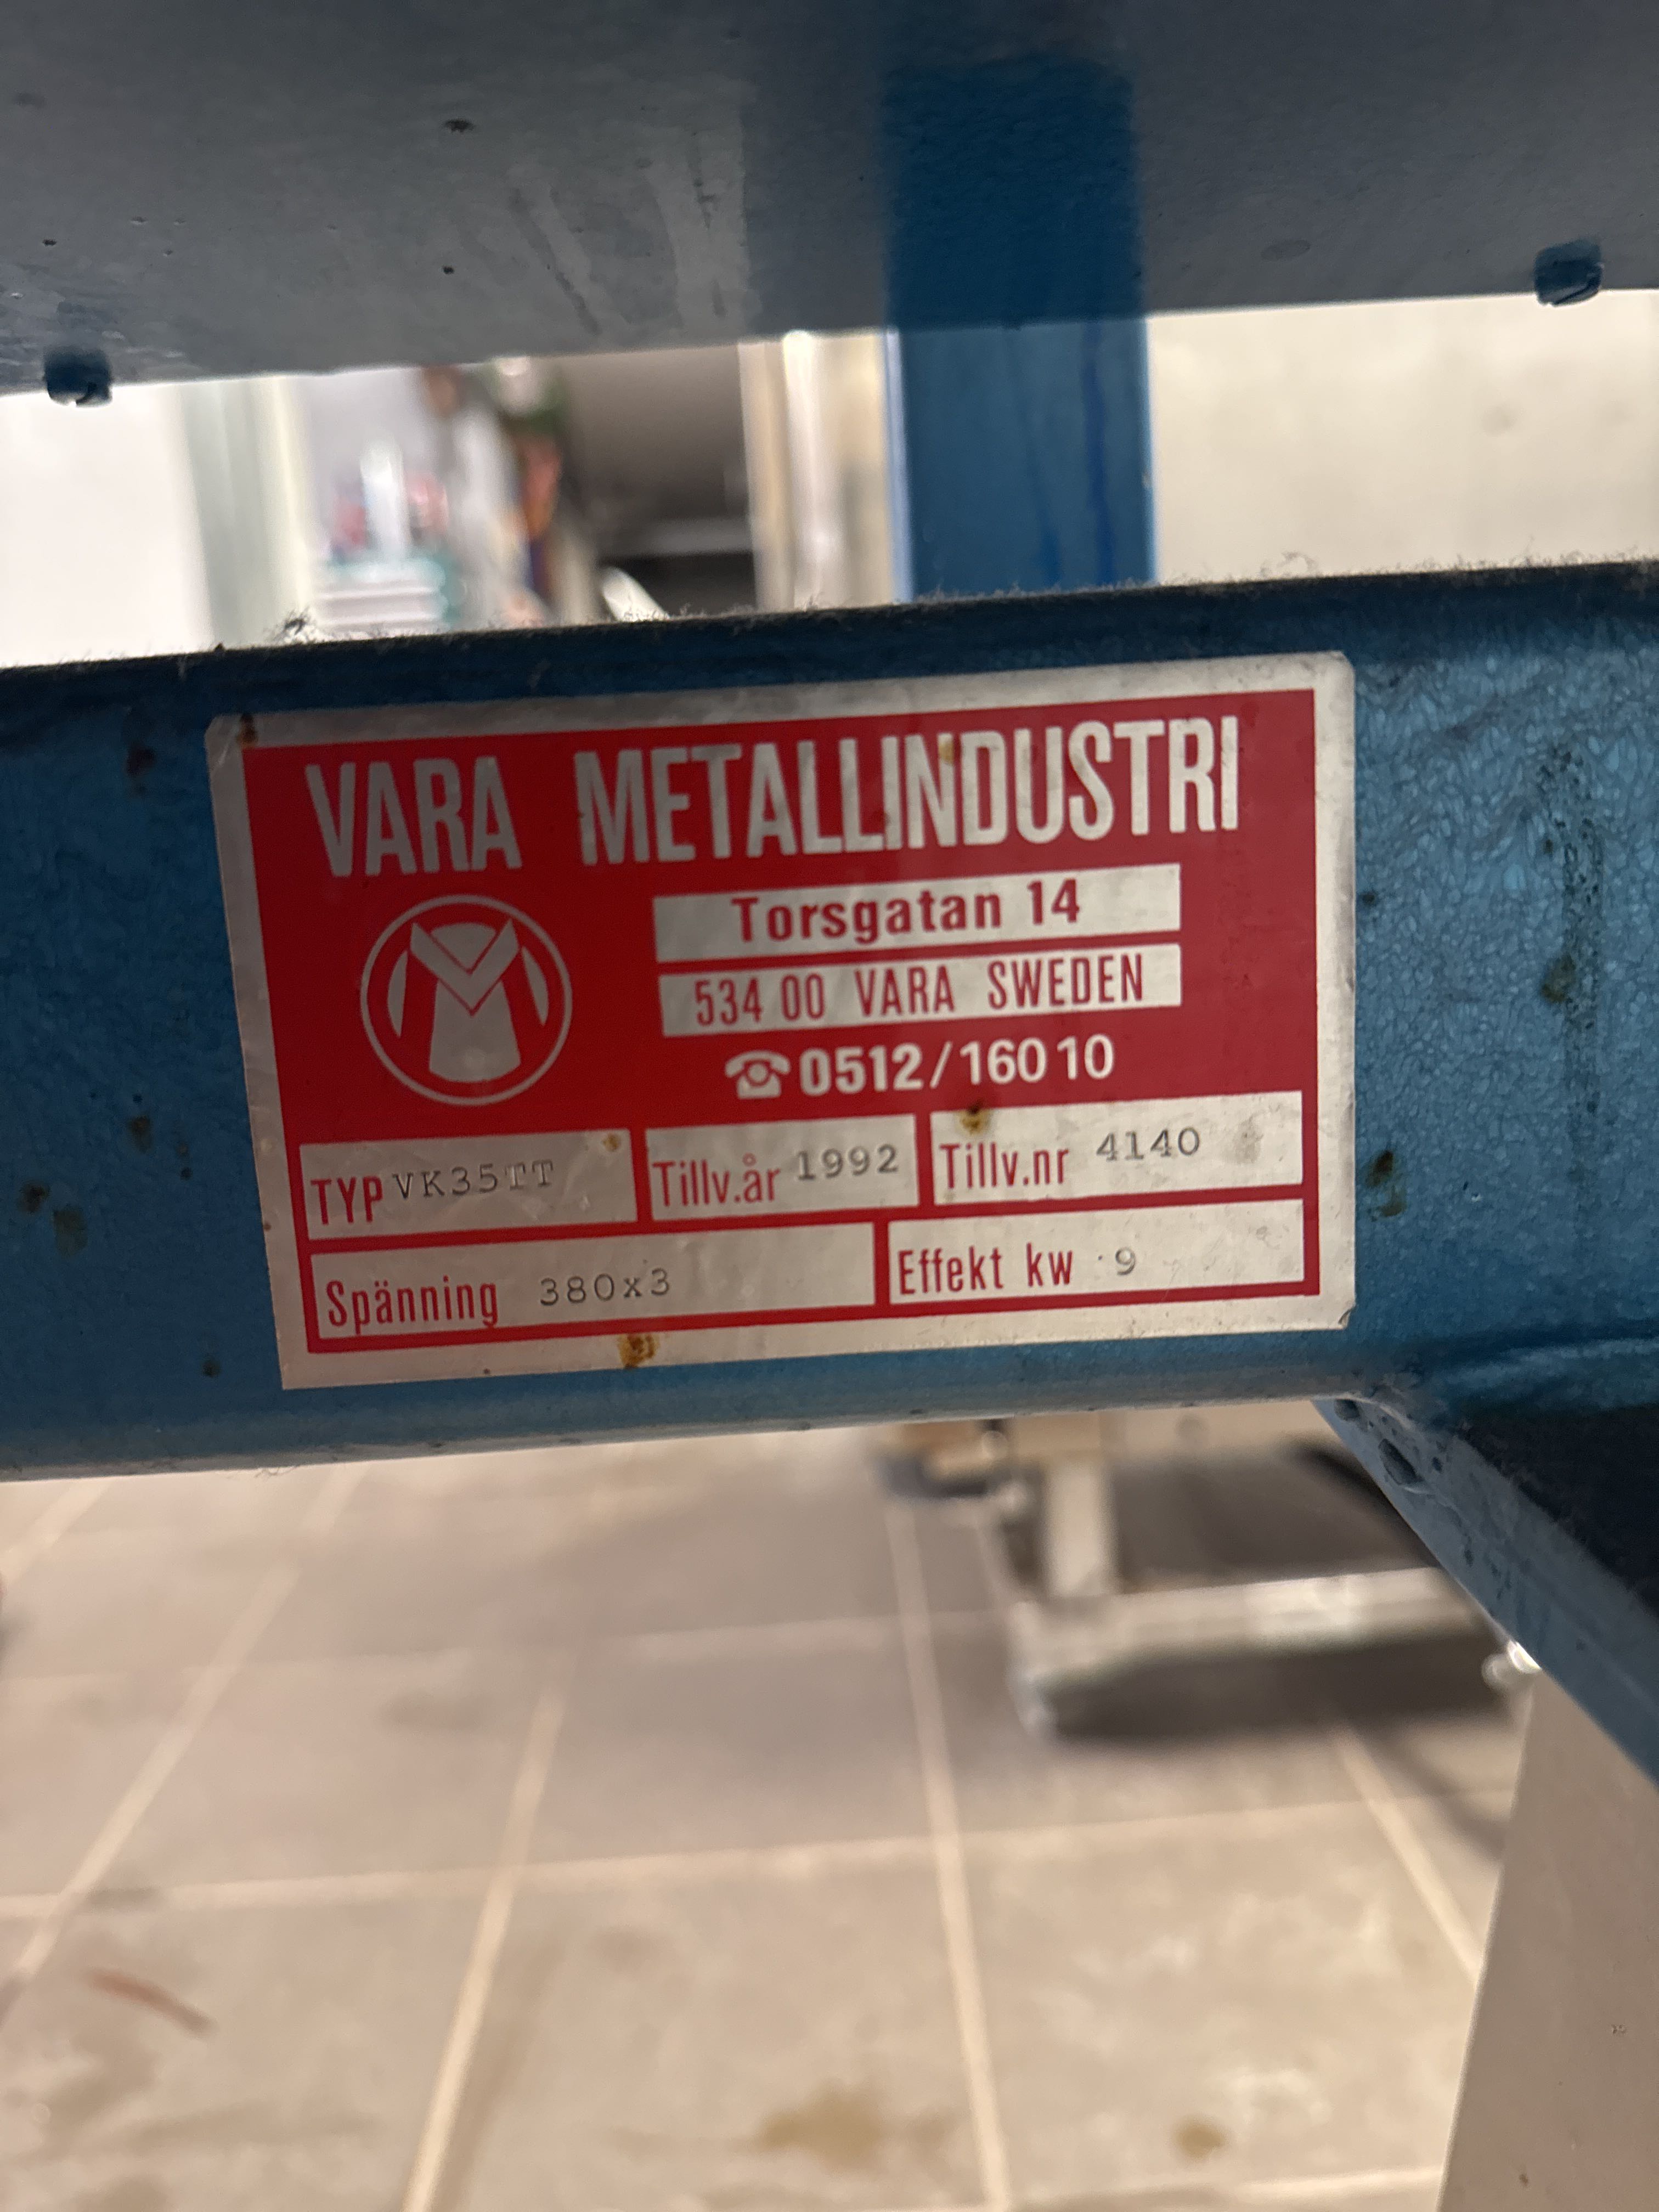 VARA METALLINDUSTRI
Torsgatan 14
534 00 VARA SWEDEN
☎ 0512/160 10
TYP VK35TT Tillv.år 1992 Tillv.nr 4140
Spänning 380x3 Effekt kw 9